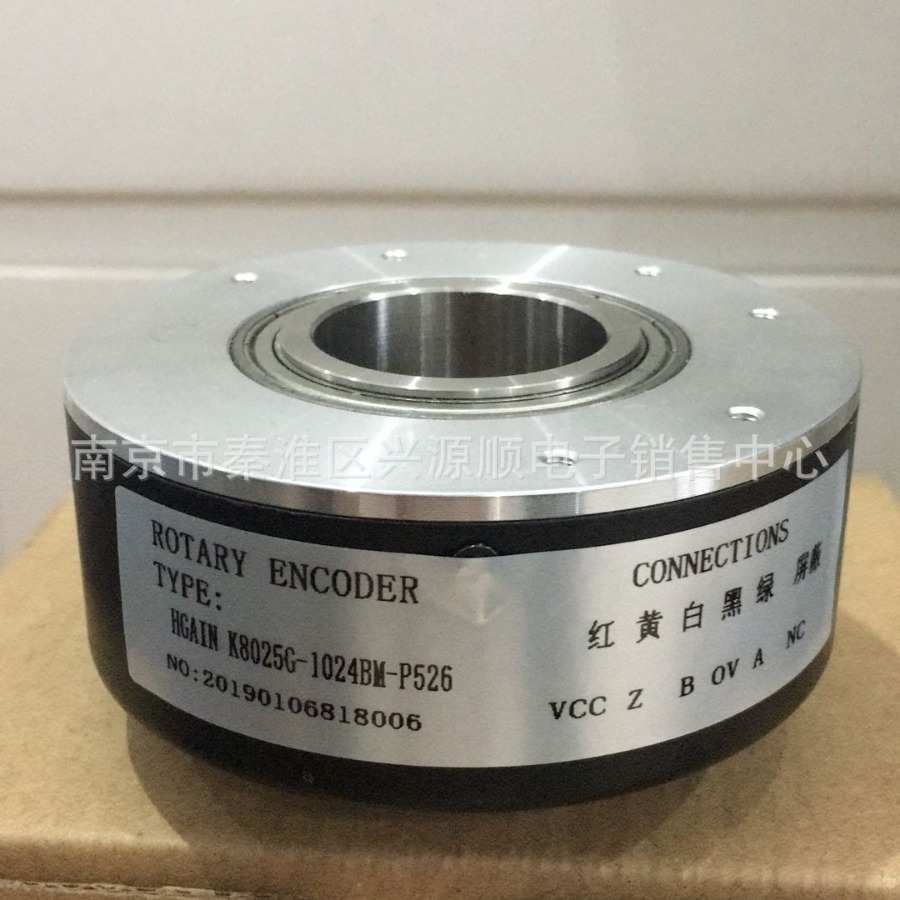 南京市秦淮区兴源顺电子销售中心
ROTARY ENCODER
TYPE:
HGAIN K8025G-1024BM-P526
NO:20190106818006
CONNECTIONS
红 黄 白 黑 绿 屏蔽
VCC Z B OV A NC